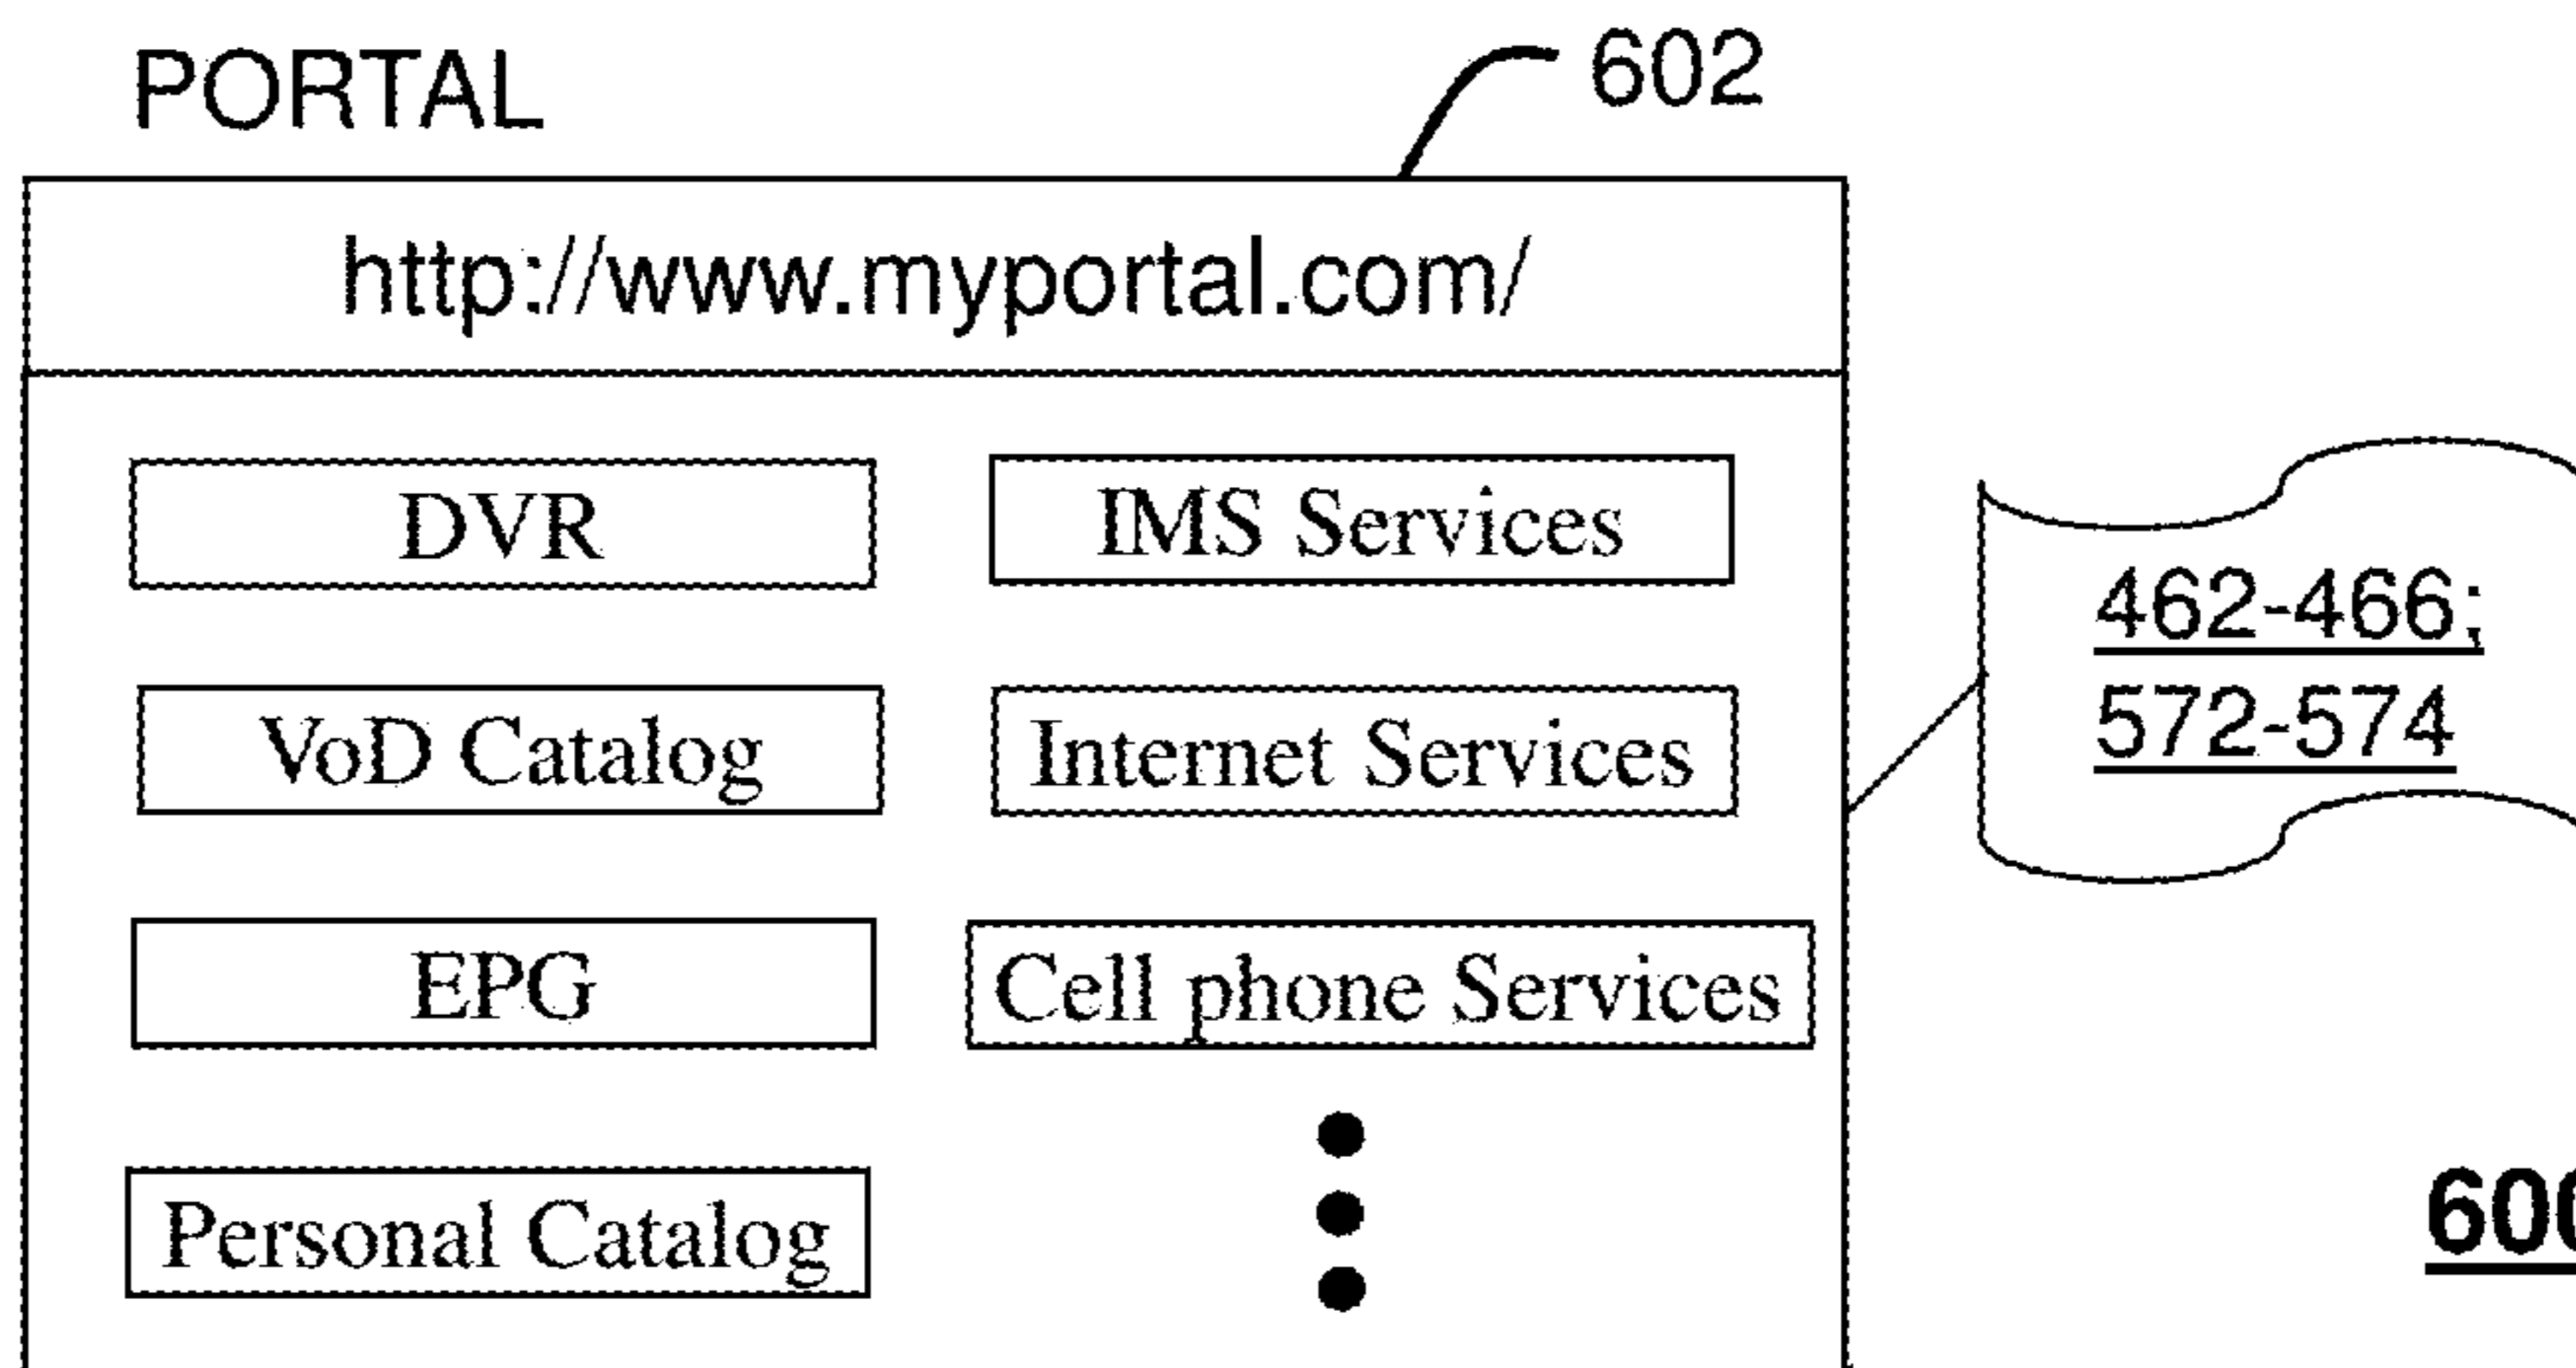 PORTAL
602
http://www.myportal.com/
DVR
IMS Services
462-466;
572-574
VoD Catalog
Internet Services
EPG
Cell phone Services
Personal Catalog